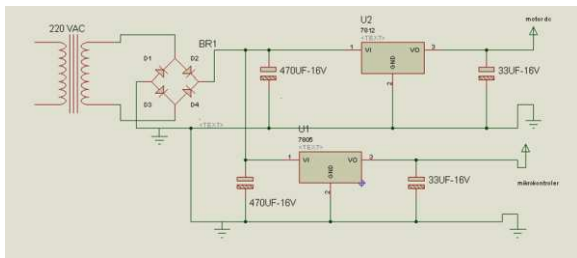 220 VAC
BR1
D1
D2
D3
D4
470UF-16V
U2
7812
<TEXT>
1
VI
VO
3
GND
2
33UF-16V
motor dc
<TEXT>
U1
7805
<TEXT>
1
VI
VO
3
GND
2
470UF-16V
33UF-16V
mikrokontroler